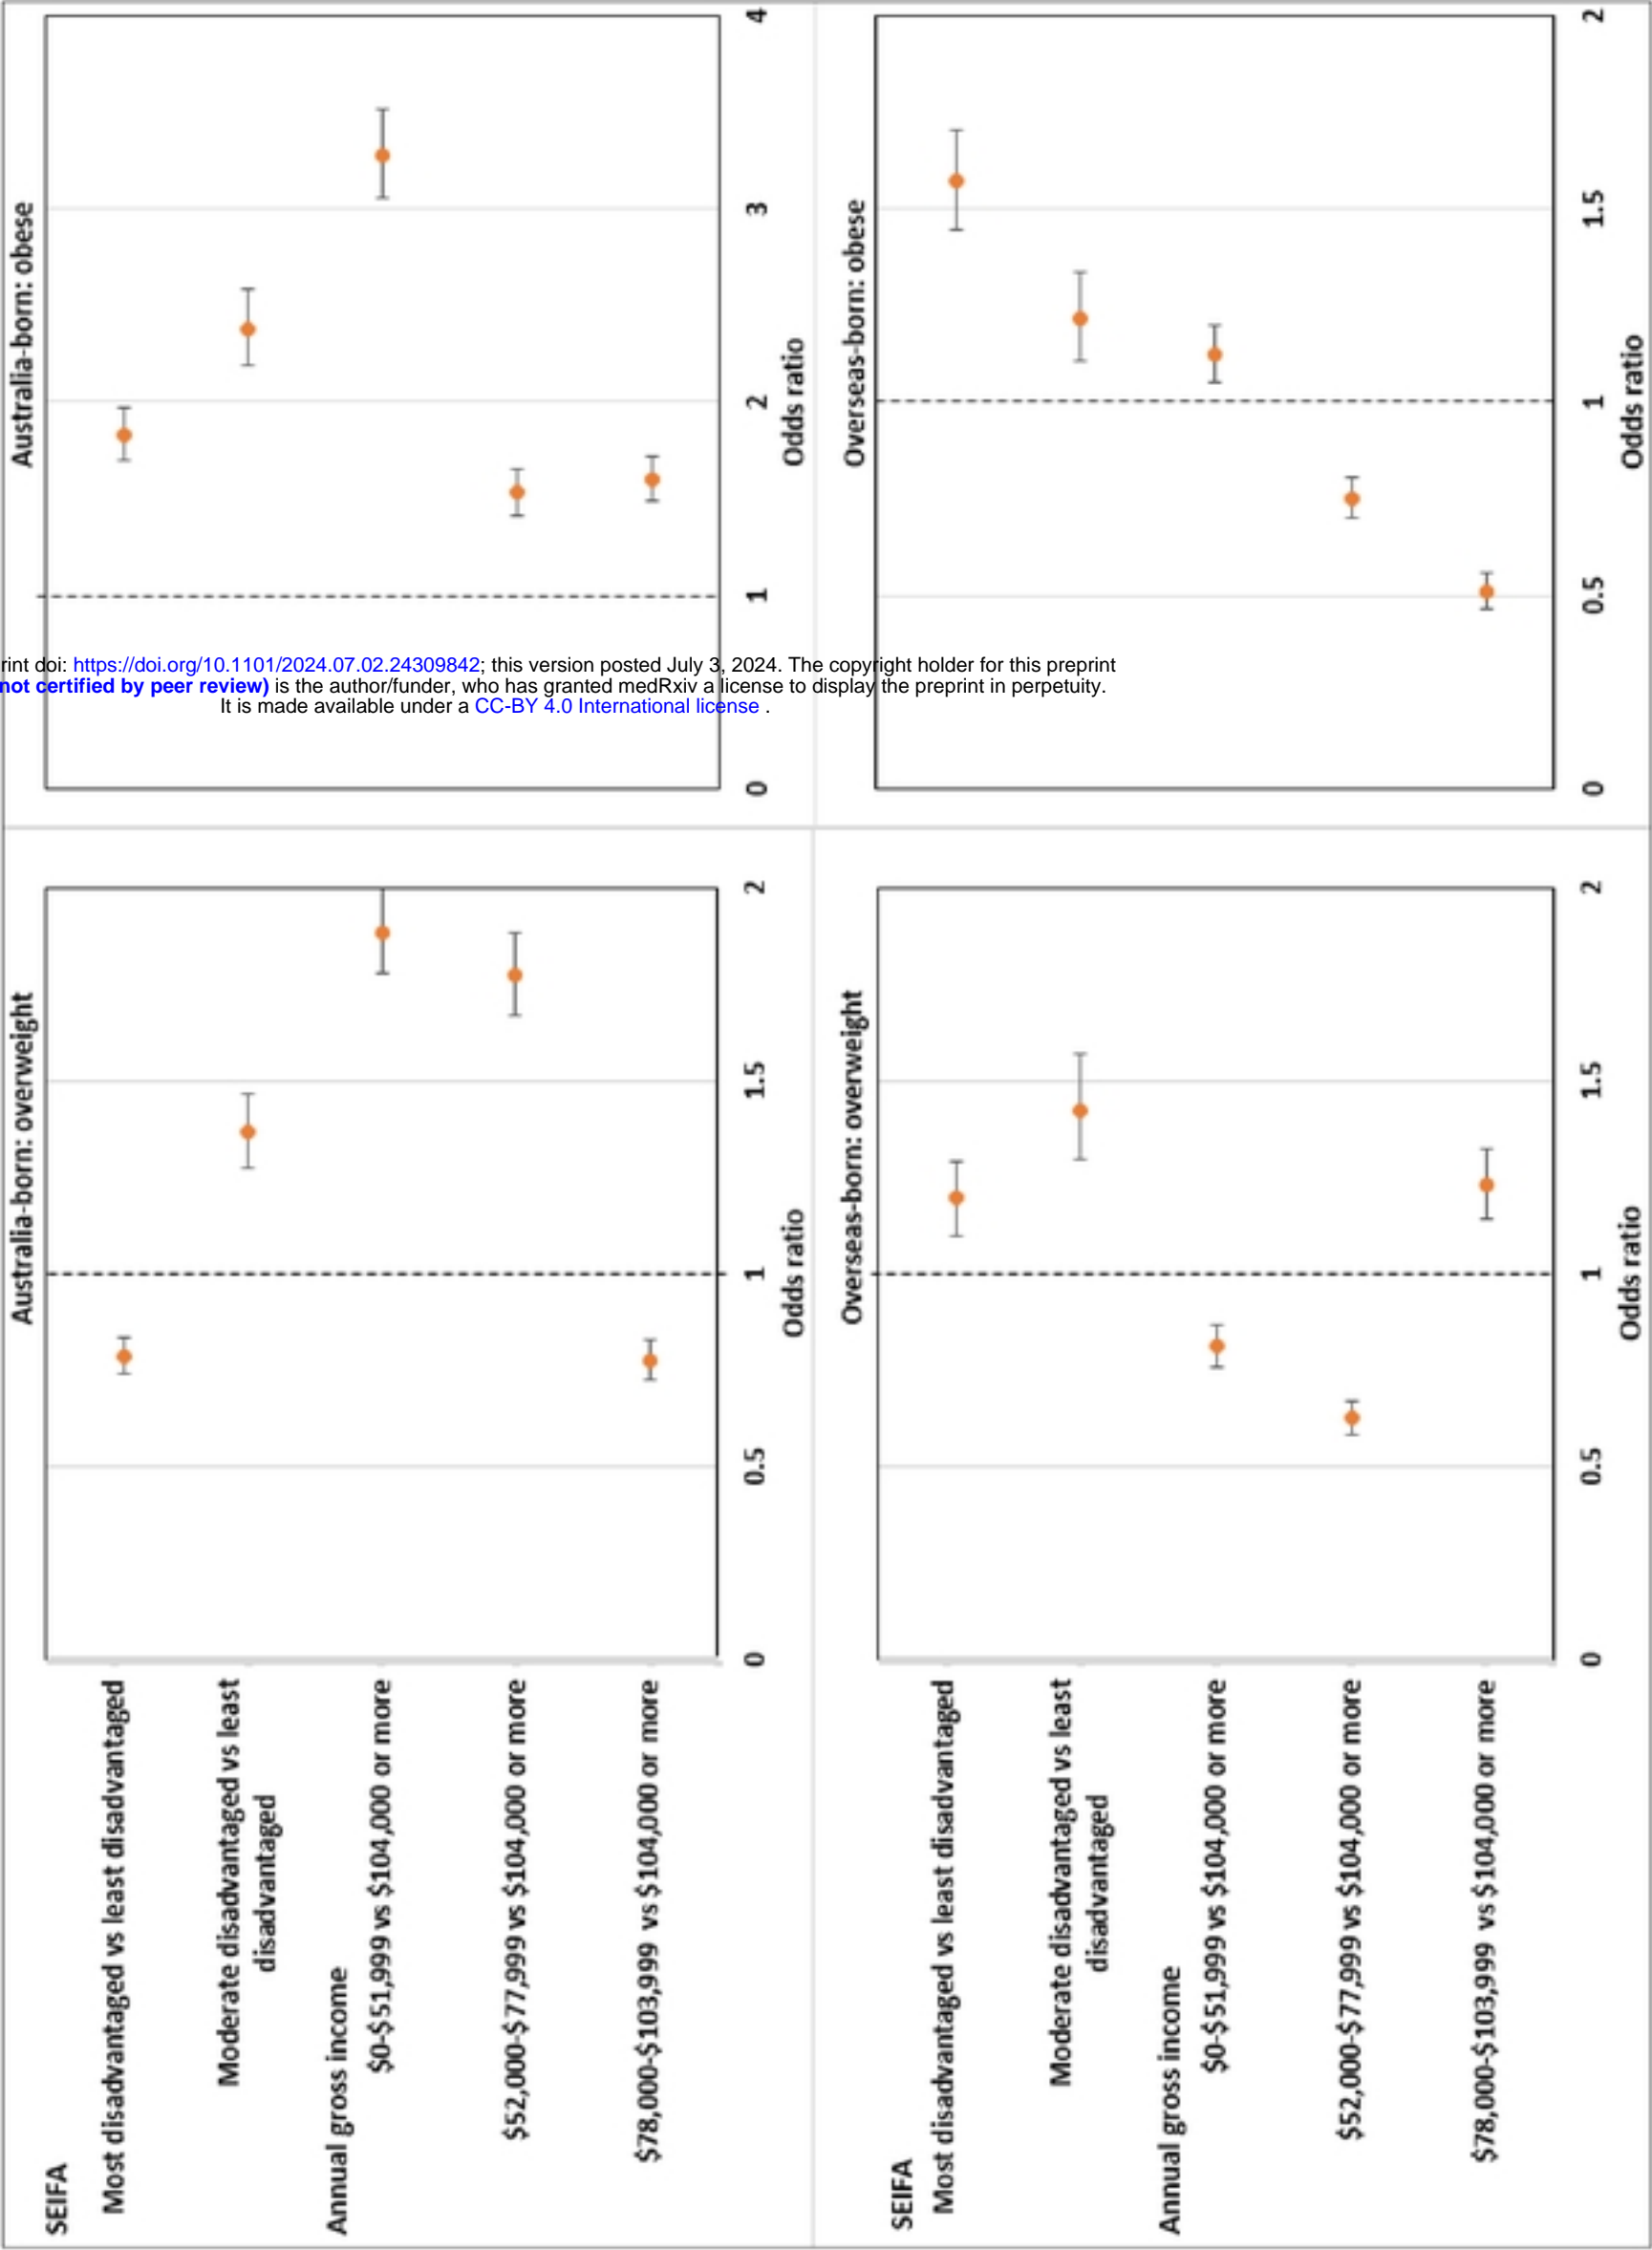 Australia-born: overweight
Australia-born: obese
SEIFA
Most disadvantaged vs least disadvantaged
Moderate disadvantaged vs least
disadvantaged
Annual gross income
$0-$51,999 vs $104,000 or more
$52,000-$77,999 vs $104,000 or more
$78,000-$103,999 vs $104,000 or more
0 0.5 1 1.5 2
Odds ratio
0 1 2 3 4
Odds ratio
Overseas-born: overweight
Overseas-born: obese
SEIFA
Most disadvantaged vs least disadvantaged
Moderate disadvantaged vs least
disadvantaged
Annual gross income
$0-$51,999 vs $104,000 or more
$52,000-$77,999 vs $104,000 or more
$78,000-$103,999 vs $104,000 or more
0 0.5 1 1.5 2
Odds ratio
0 0.5 1 1.5 2
Odds ratio
rint doi: https://doi.org/10.1101/2024.07.02.24309842; this version posted July 3, 2024. The copyright holder for this preprint
not certified by peer review) is the author/funder, who has granted medRxiv a license to display the preprint in perpetuity.
It is made available under a CC-BY 4.0 International license .